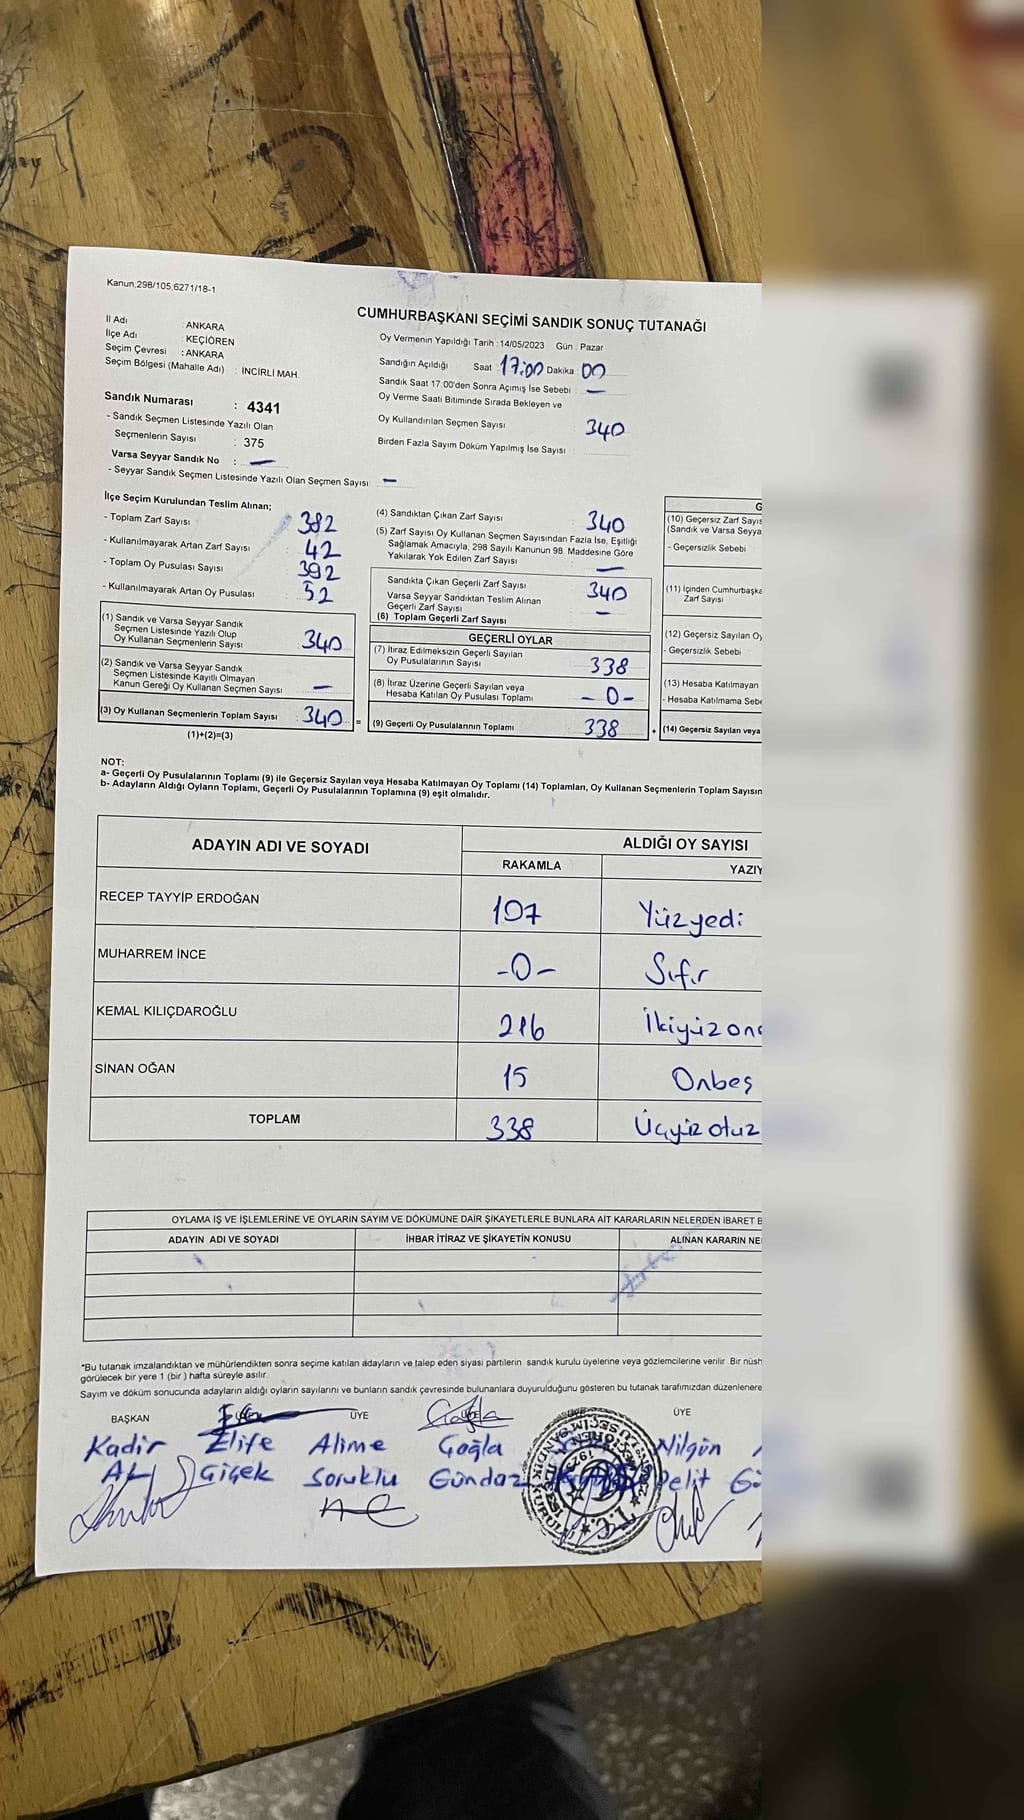 Kanun.298/105,6271/18-1
CUMHURBAŞKANI SEÇİMİ SANDIK SONUÇ TUTANAĞI
İl Adı : ANKARA
İlçe Adı : KEÇİÖREN
Seçim Çevresi : ANKARA
Seçim Bölgesi (Mahalle Adı) : İNCİRLİ MAH.
Sandık Numarası : 4341
- Sandık Seçmen Listesinde Yazılı Olan
Seçmenlerin Sayısı : 375
Varsa Seyyar Sandık No : —
- Seyyar Sandık Seçmen Listesinde Yazılı Olan Seçmen Sayısı: —
Oy Vermenin Yapıldığı Tarih : 14/05/2023 Gün : Pazar
Sandığın Açıldığı Saat 17:00 Dakika 00
Sandık Saat 17.00'den Sonra Açımış İse Sebebi : —
Oy Verme Saati Bitiminde Sırada Bekleyen ve
Oy Kullandırılan Seçmen Sayısı 340
Birden Fazla Sayım Döküm Yapılmış İse Sayısı
İlçe Seçim Kurulundan Teslim Alınan;
- Toplam Zarf Sayısı : 382
- Kullanılmayarak Artan Zarf Sayısı : 42
- Toplam Oy Pusulası Sayısı : 392
- Kullanılmayarak Artan Oy Pusulası : 52
(1) Sandık ve Varsa Seyyar Sandık
Seçmen Listesinde Yazılı Olup
Oy Kullanan Seçmenlerin Sayısı : 340
(2) Sandık ve Varsa Seyyar Sandık
Seçmen Listesinde Kayıtlı Olmayan
Kanun Gereği Oy Kullanan Seçmen Sayısı : —
(3) Oy Kullanan Seçmenlerin Toplam Sayısı : 340
(1)+(2)=(3)
(4) Sandıktan Çıkan Zarf Sayısı 340
(5) Zarf Sayısı Oy Kullanan Seçmen Sayısından Fazla İse, Eşitliği
Sağlamak Amacıyla, 298 Sayılı Kanunun 98. Maddesine Göre
Yakılarak Yok Edilen Zarf Sayısı : —
Sandıkta Çıkan Geçerli Zarf Sayısı : 340
Varsa Seyyar Sandıktan Teslim Alınan
Geçerli Zarf Sayısı : —
(6) Toplam Geçerli Zarf Sayısı
GEÇERLİ OYLAR
(7) İtiraz Edilmeksizin Geçerli Sayılan
Oy Pusulalarının Sayısı 338
(8) İtiraz Üzerine Geçerli Sayılan veya
Hesaba Katılan Oy Pusulası Toplamı - 0 -
= (9) Geçerli Oy Pusulalarının Toplamı 338 +
G
(10) Geçersiz Zarf Sayıs
(Sandık ve Varsa Seyya
- Geçersizlik Sebebi
(11) İçinden Cumhurbaşka
Zarf Sayısı
(12) Geçersiz Sayılan Oy
- Geçersizlik Sebebi
(13) Hesaba Katılmayan
- Hesaba Katılmama Sebe
(14) Geçersiz Sayılan veya
NOT:
a- Geçerli Oy Pusulalarının Toplamı (9) ile Geçersiz Sayılan veya Hesaba Katılmayan Oy Toplamı (14) Toplamları, Oy Kullanan Seçmenlerin Toplam Sayısın
b- Adayların Aldığı Oyların Toplamı, Geçerli Oy Pusulalarının Toplamına (9) eşit olmalıdır.
ADAYIN ADI VE SOYADI ALDIĞI OY SAYISI
RAKAMLA YAZIY
RECEP TAYYİP ERDOĞAN 107 Yüzyedi
MUHARREM İNCE -0- Sıfır
KEMAL KILIÇDAROĞLU 216 İkiyüz ona
SİNAN OĞAN 15 Onbeş
TOPLAM 338 Üçyüz otuz
OYLAMA İŞ VE İŞLEMLERİNE VE OYLARIN SAYIM VE DÖKÜMÜNE DAİR ŞİKAYETLERLE BUNLARA AİT KARARLARIN NELERDEN İBARET B
ADAYIN ADI VE SOYADI İHBAR İTİRAZ VE ŞİKAYETİN KONUSU ALINAN KARARIN NE
*Bu tutanak imzalandıktan ve mühürlendikten sonra seçime katılan adayların ve talep eden siyasi partilerin sandık kurulu üyelerine veya gözlemcilerine verilir. Bir nüsh
görülecek bir yere 1 (bir) hafta süreyle asılır.
Sayım ve döküm sonucunda adayların aldığı oyların sayılarını ve bunların sandık çevresinde bulunanlara duyurulduğunu gösteren bu tutanak tarafımızdan düzenlenere
BAŞKAN ÜYE ÜYE
Kadir Elife Alime Çağla Nilgün
Çiçek Soruklu Gündaz Pelit